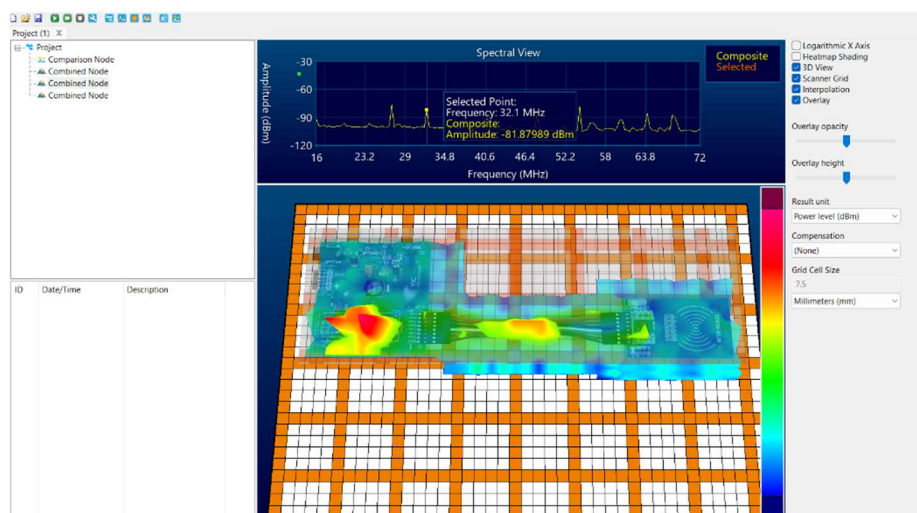 Project (1) X
Project
Comparison Node
Combined Node
Combined Node
Combined Node
ID Date/Time Description
Spectral View
Amplitude (dBm)
-30
-60
-90
-120
16 23.2 29 34.8 40.6 46.4 52.2 58 63.8 72
Frequency (MHz)
Selected Point:
Frequency: 32.1 MHz
Composite:
Amplitude: -81.87989 dBm
Composite
Selected
Logarithmic X Axis
Heatmap Shading
3D View
Scanner Grid
Interpolation
Overlay
Overlay opacity
Overlay height
Result unit
Power level (dBm)
Compensation
(None)
Grid Cell Size
7.5
Millimeters (mm)